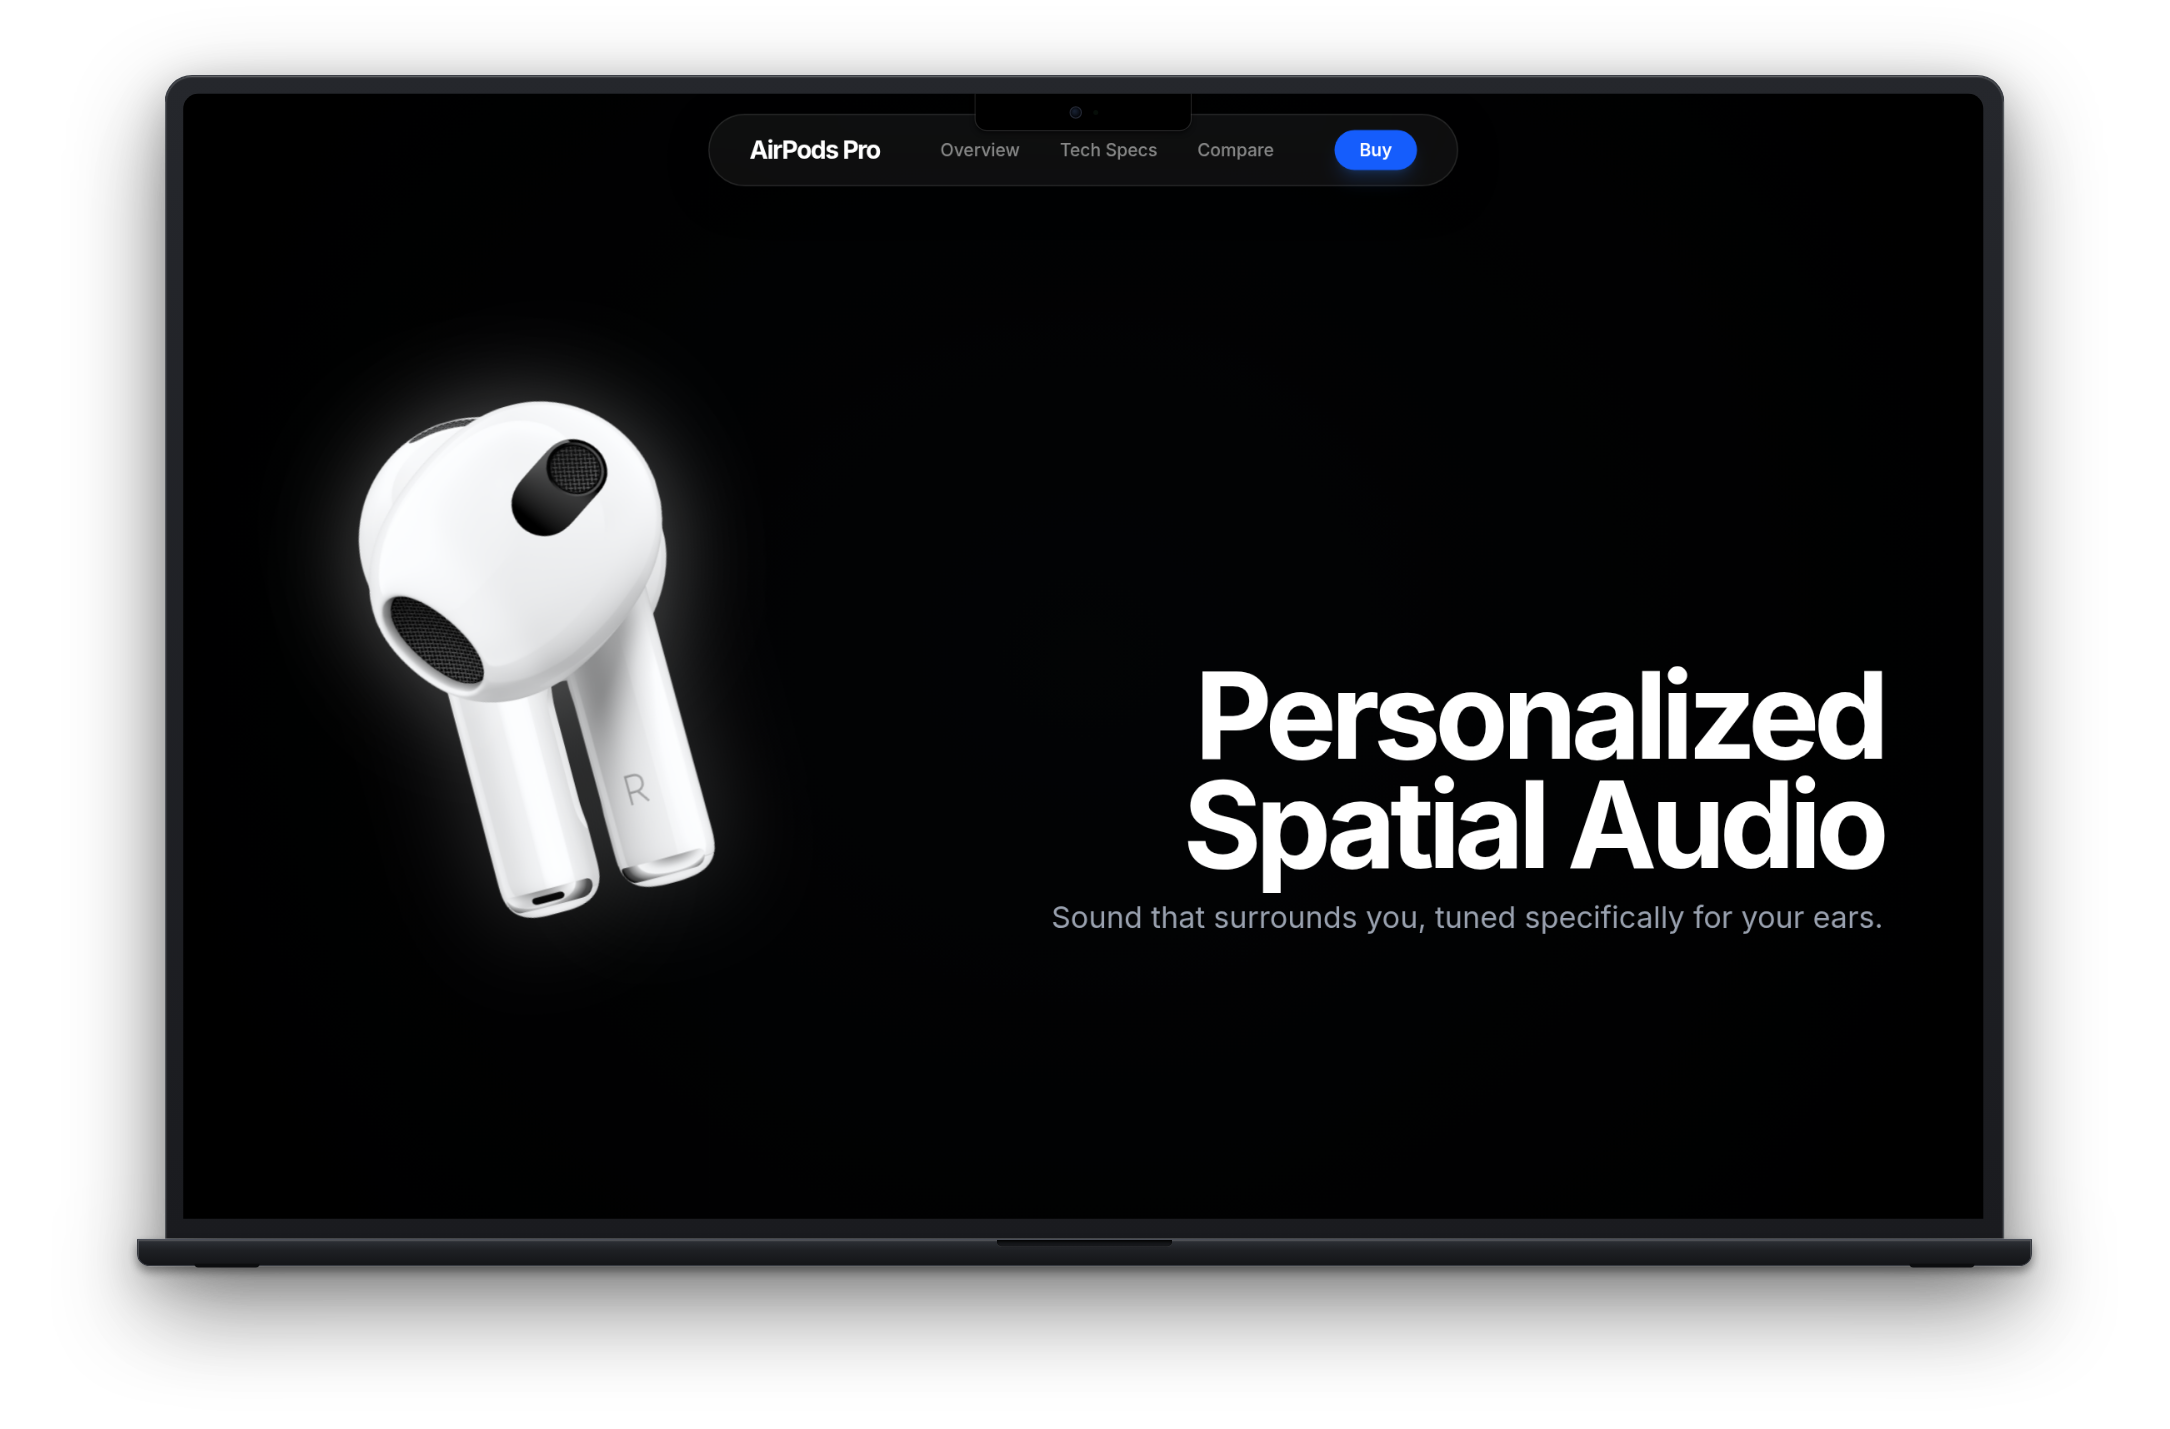 AirPods Pro
Overview
Tech Specs
Compare
Buy
R
Personalized
Spatial Audio
Sound that surrounds you, tuned specifically for your ears.